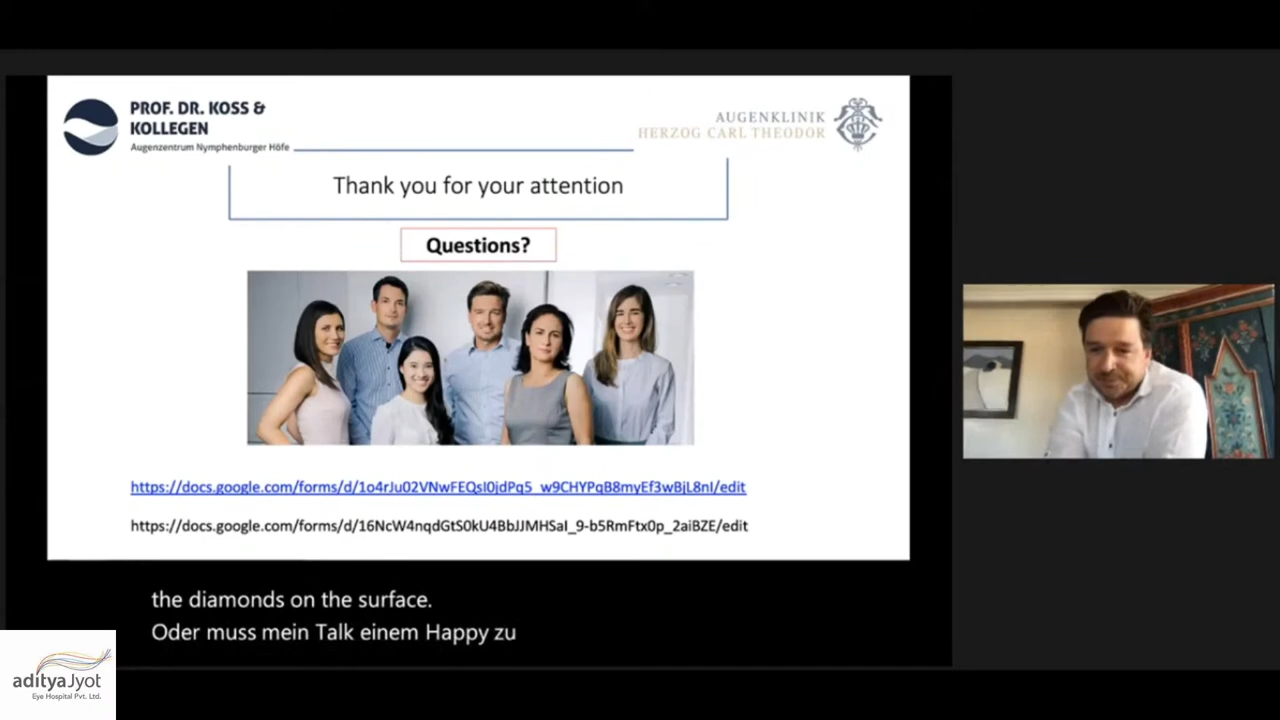 PROF. DR. KOSS &
KOLLEGEN
Augenzentrum Nymphenburger Höfe
AUGENKLINIK
HERZOG CARL THEODOR
Thank you for your attention
Questions?
https://docs.google.com/forms/d/1o4rJu02VNwFEQsI0jdPq5_w9CHYPqB8myEf3wBjL8nI/edit
https://docs.google.com/forms/d/16NcW4nqdGtS0kU4BbJJMHSaI_9-b5RmFtx0p_2aiBZE/edit
the diamonds on the surface.
Oder muss mein Talk einem Happy zu
adityaJyot
Eye Hospital Pvt. Ltd.